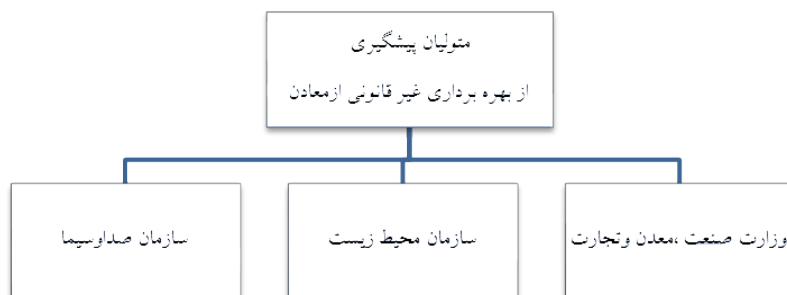 متولیان پیشگیری
از بهره برداری غیر قانونی ازمعادن
وزارت صنعت ،معدن وتجارت
سازمان محیط زیست
سازمان صداوسیما